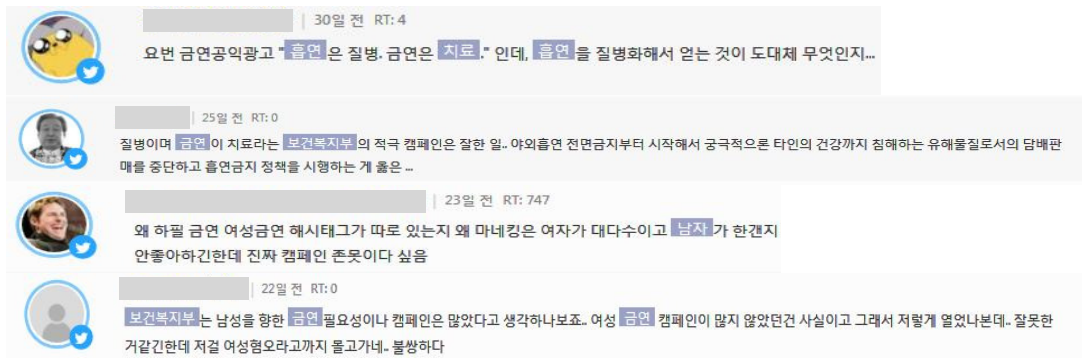 30일 전 RT: 4
요번 금연공익광고 "흡연은 질병. 금연은 치료." 인데, 흡연을 질병화해서 얻는 것이 도대체 무엇인지...
25일 전 RT: 0
질병이며 금연이 치료라는 보건복지부의 적극 캠페인은 잘한 일.. 야외흡연 전면금지부터 시작해서 궁극적으론 타인의 건강까지 침해하는 유해물질로서의 담배판
매를 중단하고 흡연금지 정책을 시행하는 게 옳은 ...
23일 전 RT: 747
왜 하필 금연 여성금연 해시태그가 따로 있는지 왜 마네킹은 여자가 대다수이고 남자가 한갠지
안좋아하긴한데 진짜 캠페인 존못이다 싶음
22일 전 RT: 0
보건복지부는 남성을 향한 금연필요성이나 캠페인은 많았다고 생각하나보죠.. 여성 금연 캠페인이 많지 않았던건 사실이고 그래서 저렇게 열었나본데.. 잘못한
거같긴한데 저걸 여성혐오라고까지 몰고가네.. 불쌍하다